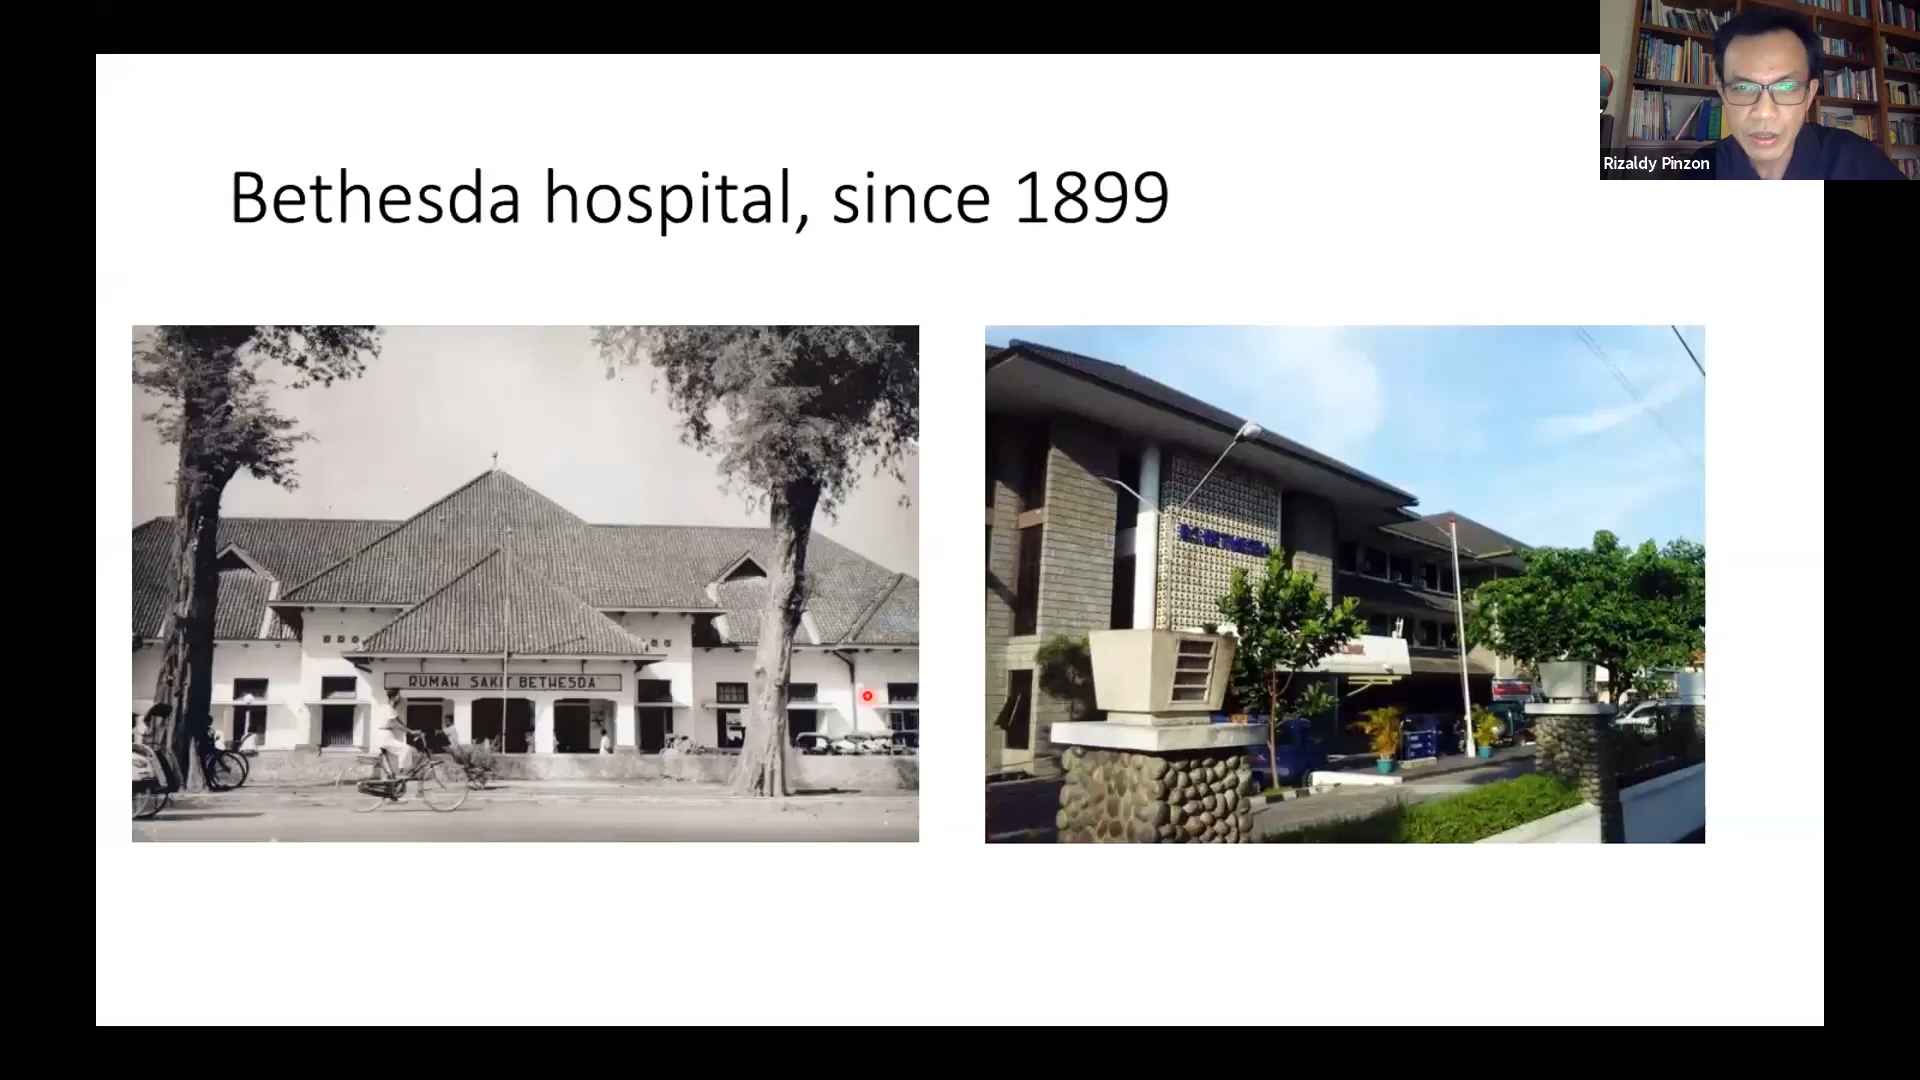 Rizaldy Pinzon
Bethesda hospital, since 1899
RUMAH SAKIT BETHESDA